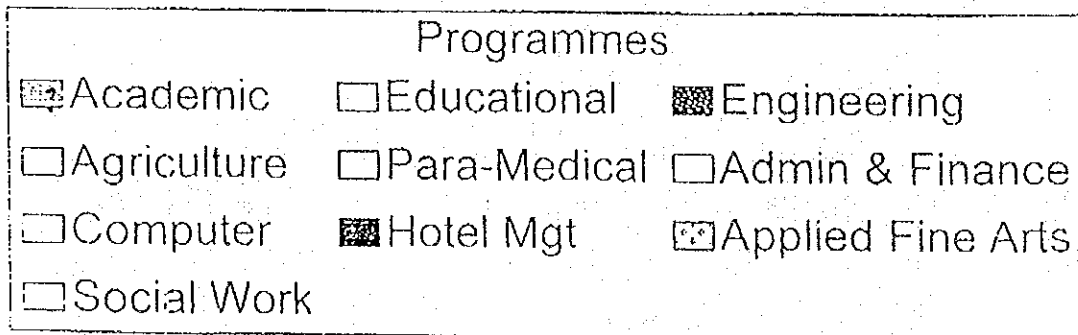 Programmes
Academic Educational Engineering
Agriculture Para-Medical Admin & Finance
Computer Hotel Mgt Applied Fine Arts
Social Work